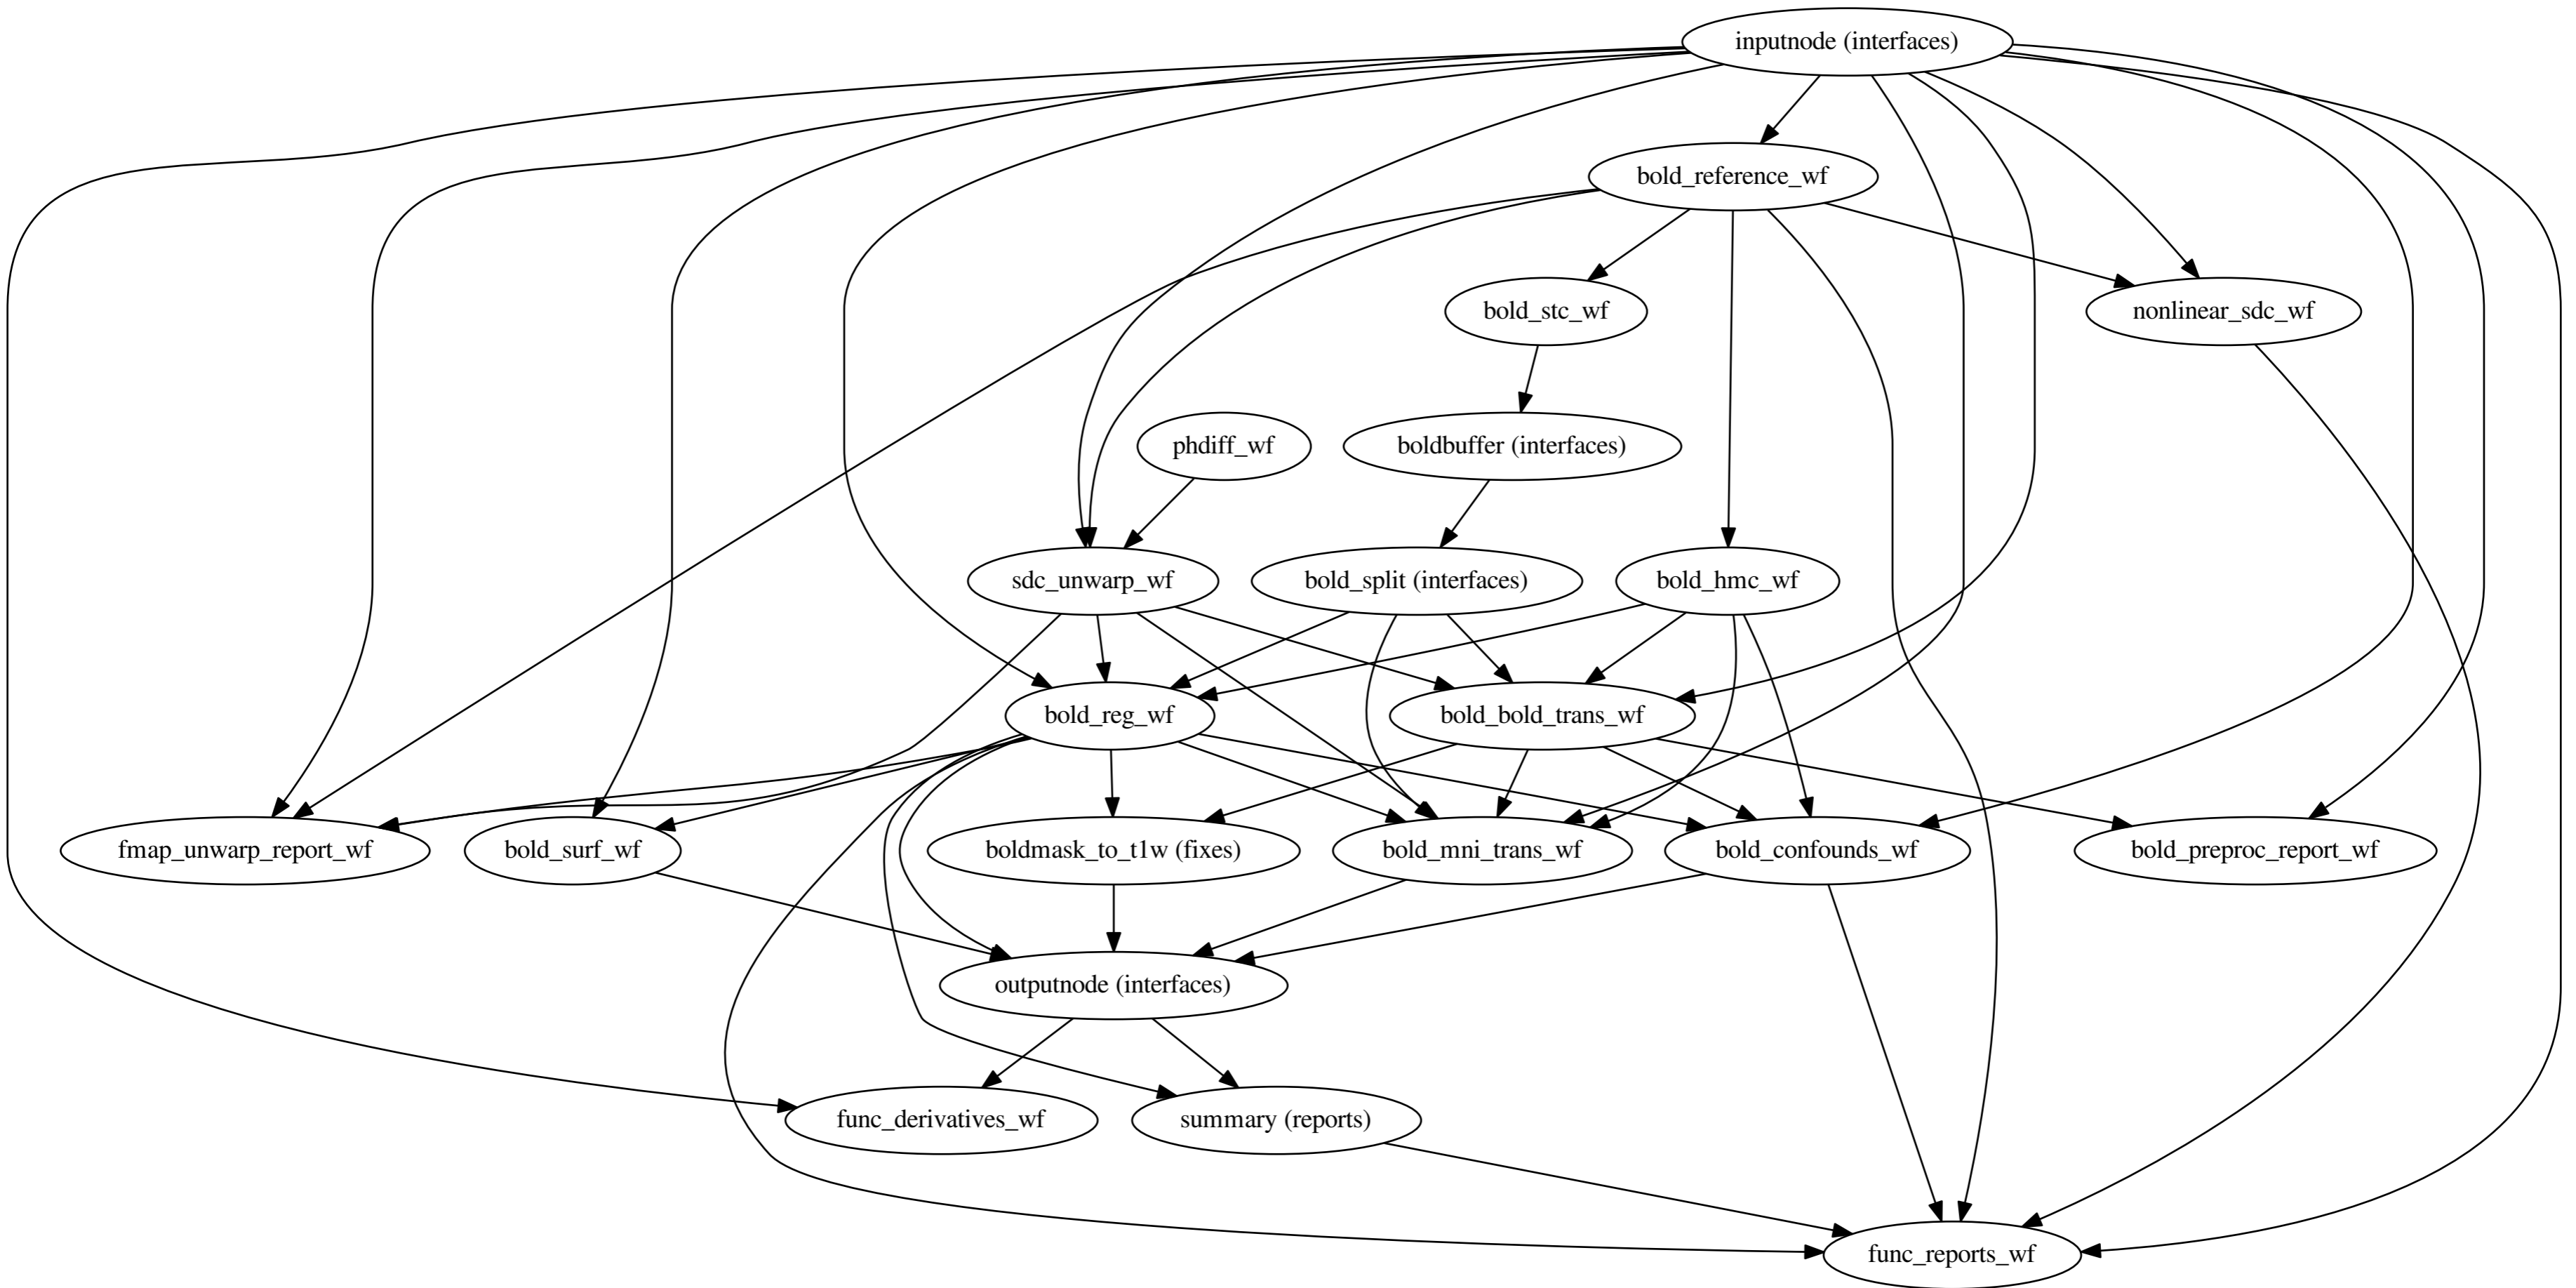 inputnode (interfaces)
bold_reference_wf
bold_stc_wf
nonlinear_sdc_wf
phdiff_wf
boldbuffer (interfaces)
sdc_unwarp_wf
bold_split (interfaces)
bold_hmc_wf
bold_reg_wf
bold_bold_trans_wf
fmap_unwarp_report_wf
bold_surf_wf
boldmask_to_t1w (fixes)
bold_mni_trans_wf
bold_confounds_wf
bold_preproc_report_wf
outputnode (interfaces)
func_derivatives_wf
summary (reports)
func_reports_wf